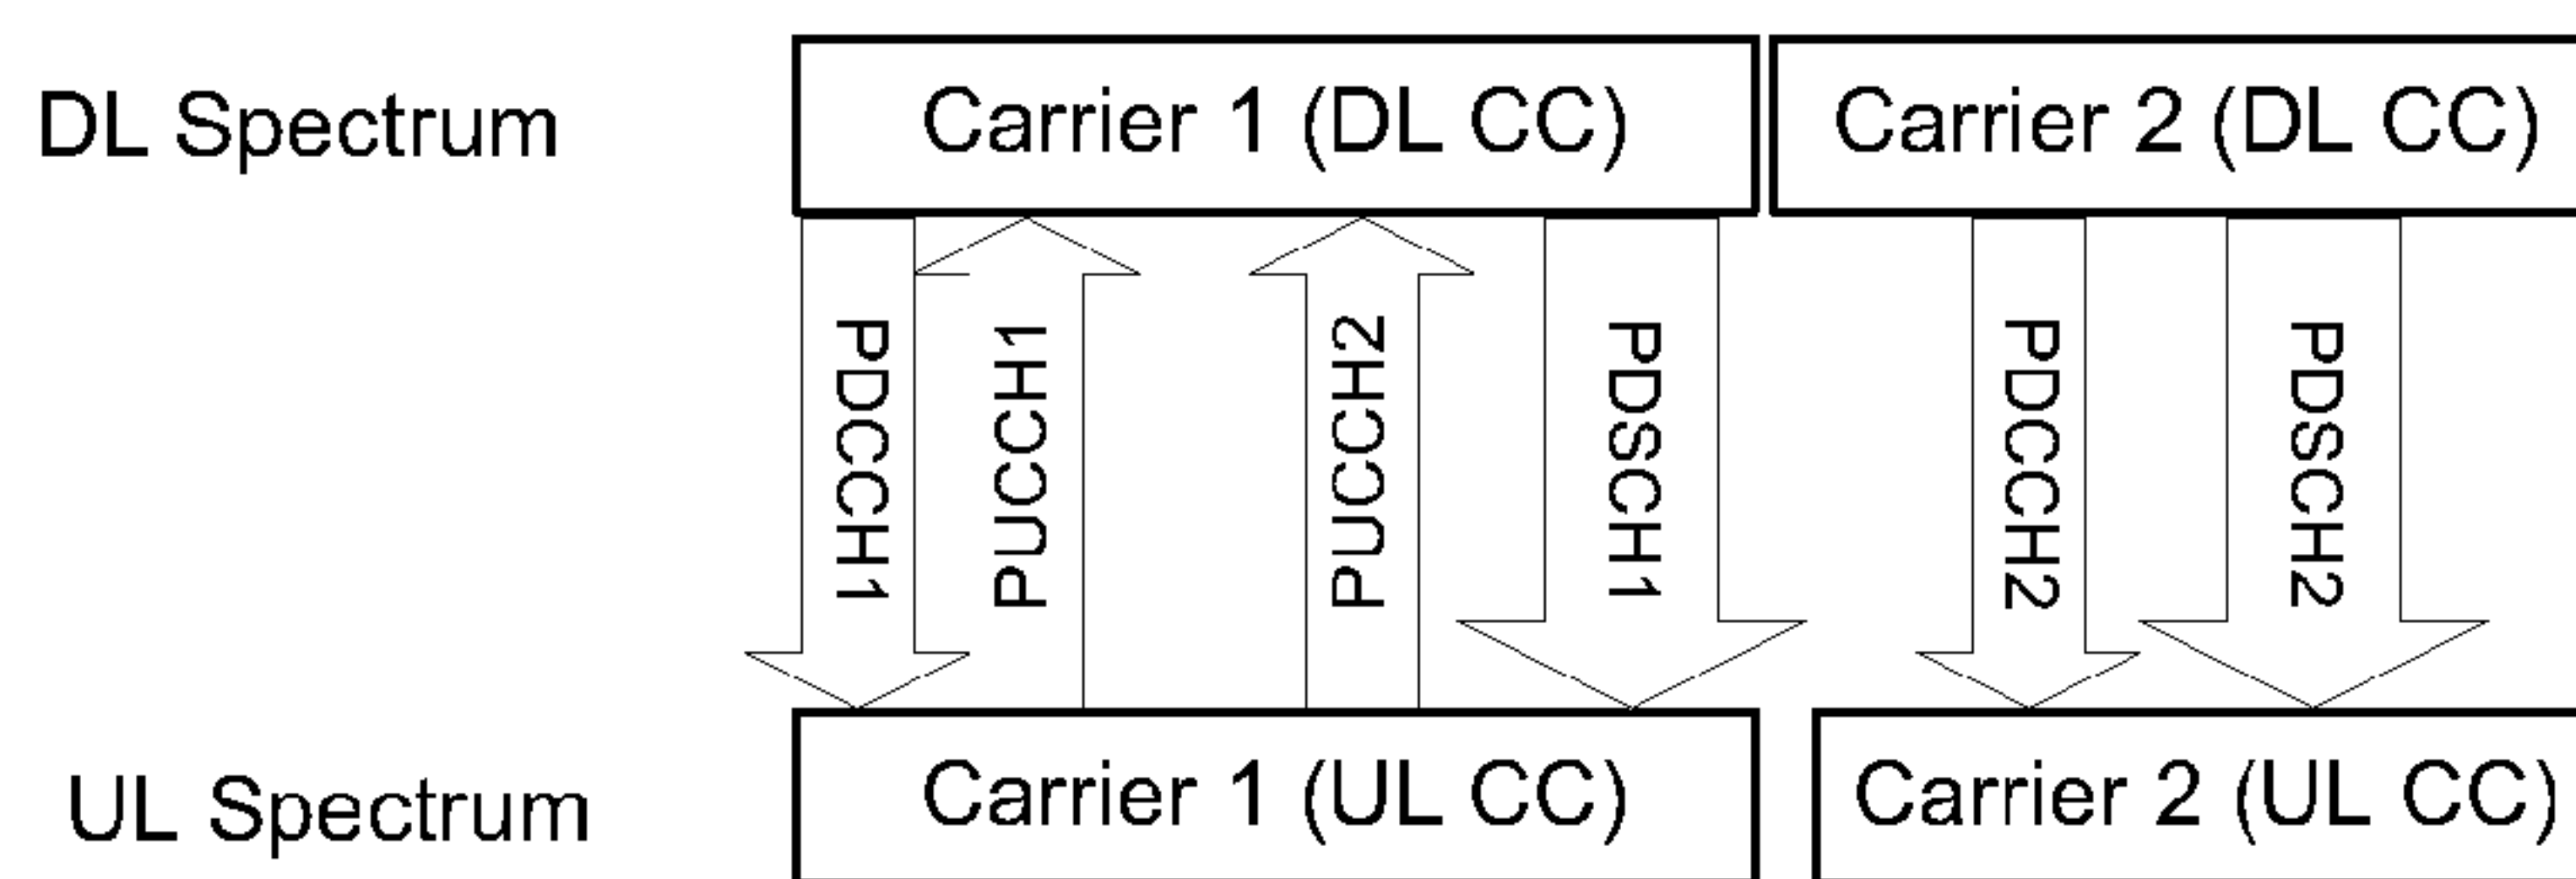 DL Spectrum
Carrier 1 (DL CC)
Carrier 2 (DL CC)
PDCCH1
PUCCH1
PUCCH2
PDSCH1
PDCCH2
PDSCH2
UL Spectrum
Carrier 1 (UL CC)
Carrier 2 (UL CC)